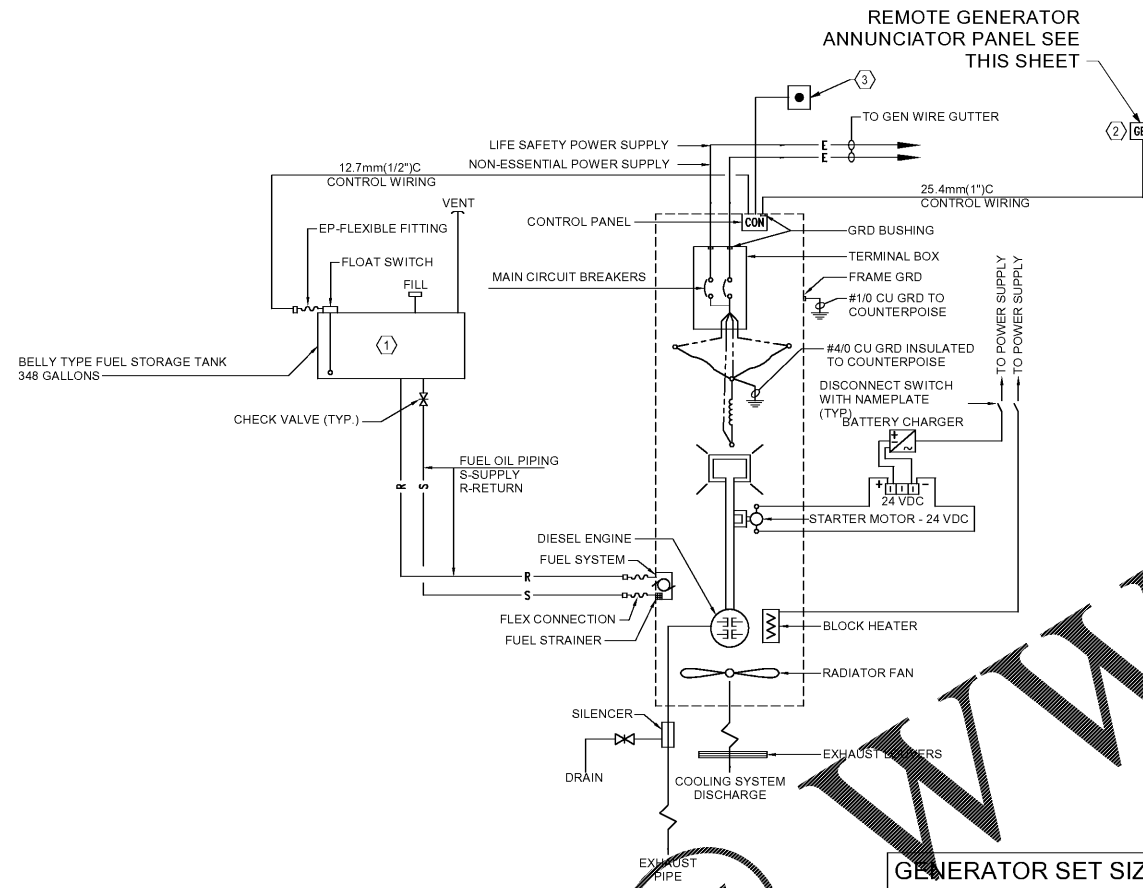 REMOTE GENERATOR
ANNUNCIATOR PANEL SEE
THIS SHEET
3
TO GEN WIRE GUTTER
2
LIFE SAFETY POWER SUPPLY
E
NON-ESSENTIAL POWER SUPPLY
E
12.7mm(1/2")C
CONTROL WIRING
25.4mm(1")C
CONTROL WIRING
VENT
CONTROL PANEL
CON
GRD BUSHING
EP-FLEXIBLE FITTING
FLOAT SWITCH
TERMINAL BOX
FILL
MAIN CIRCUIT BREAKERS
FRAME GRD
#1/0 CU GRD TO
COUNTERPOISE
TO POWER SUPPLY
TO POWER SUPPLY
1
BELLY TYPE FUEL STORAGE TANK
348 GALLONS
#4/0 CU GRD INSULATED
TO COUNTERPOISE
DISCONNECT SWITCH
WITH NAMEPLATE
(TYP)
BATTERY CHARGER
CHECK VALVE (TYP.)
+
−
~
FUEL OIL PIPING
S-SUPPLY
R-RETURN
R
S
+
−
24 VDC
STARTER MOTOR - 24 VDC
DIESEL ENGINE
FUEL SYSTEM
R
S
FLEX CONNECTION
FUEL STRAINER
BLOCK HEATER
RADIATOR FAN
SILENCER
DRAIN
EXHAUST LOUVERS
COOLING SYSTEM
DISCHARGE
EXHAUST
PIPE
GENERATOR SET SIZ
WW